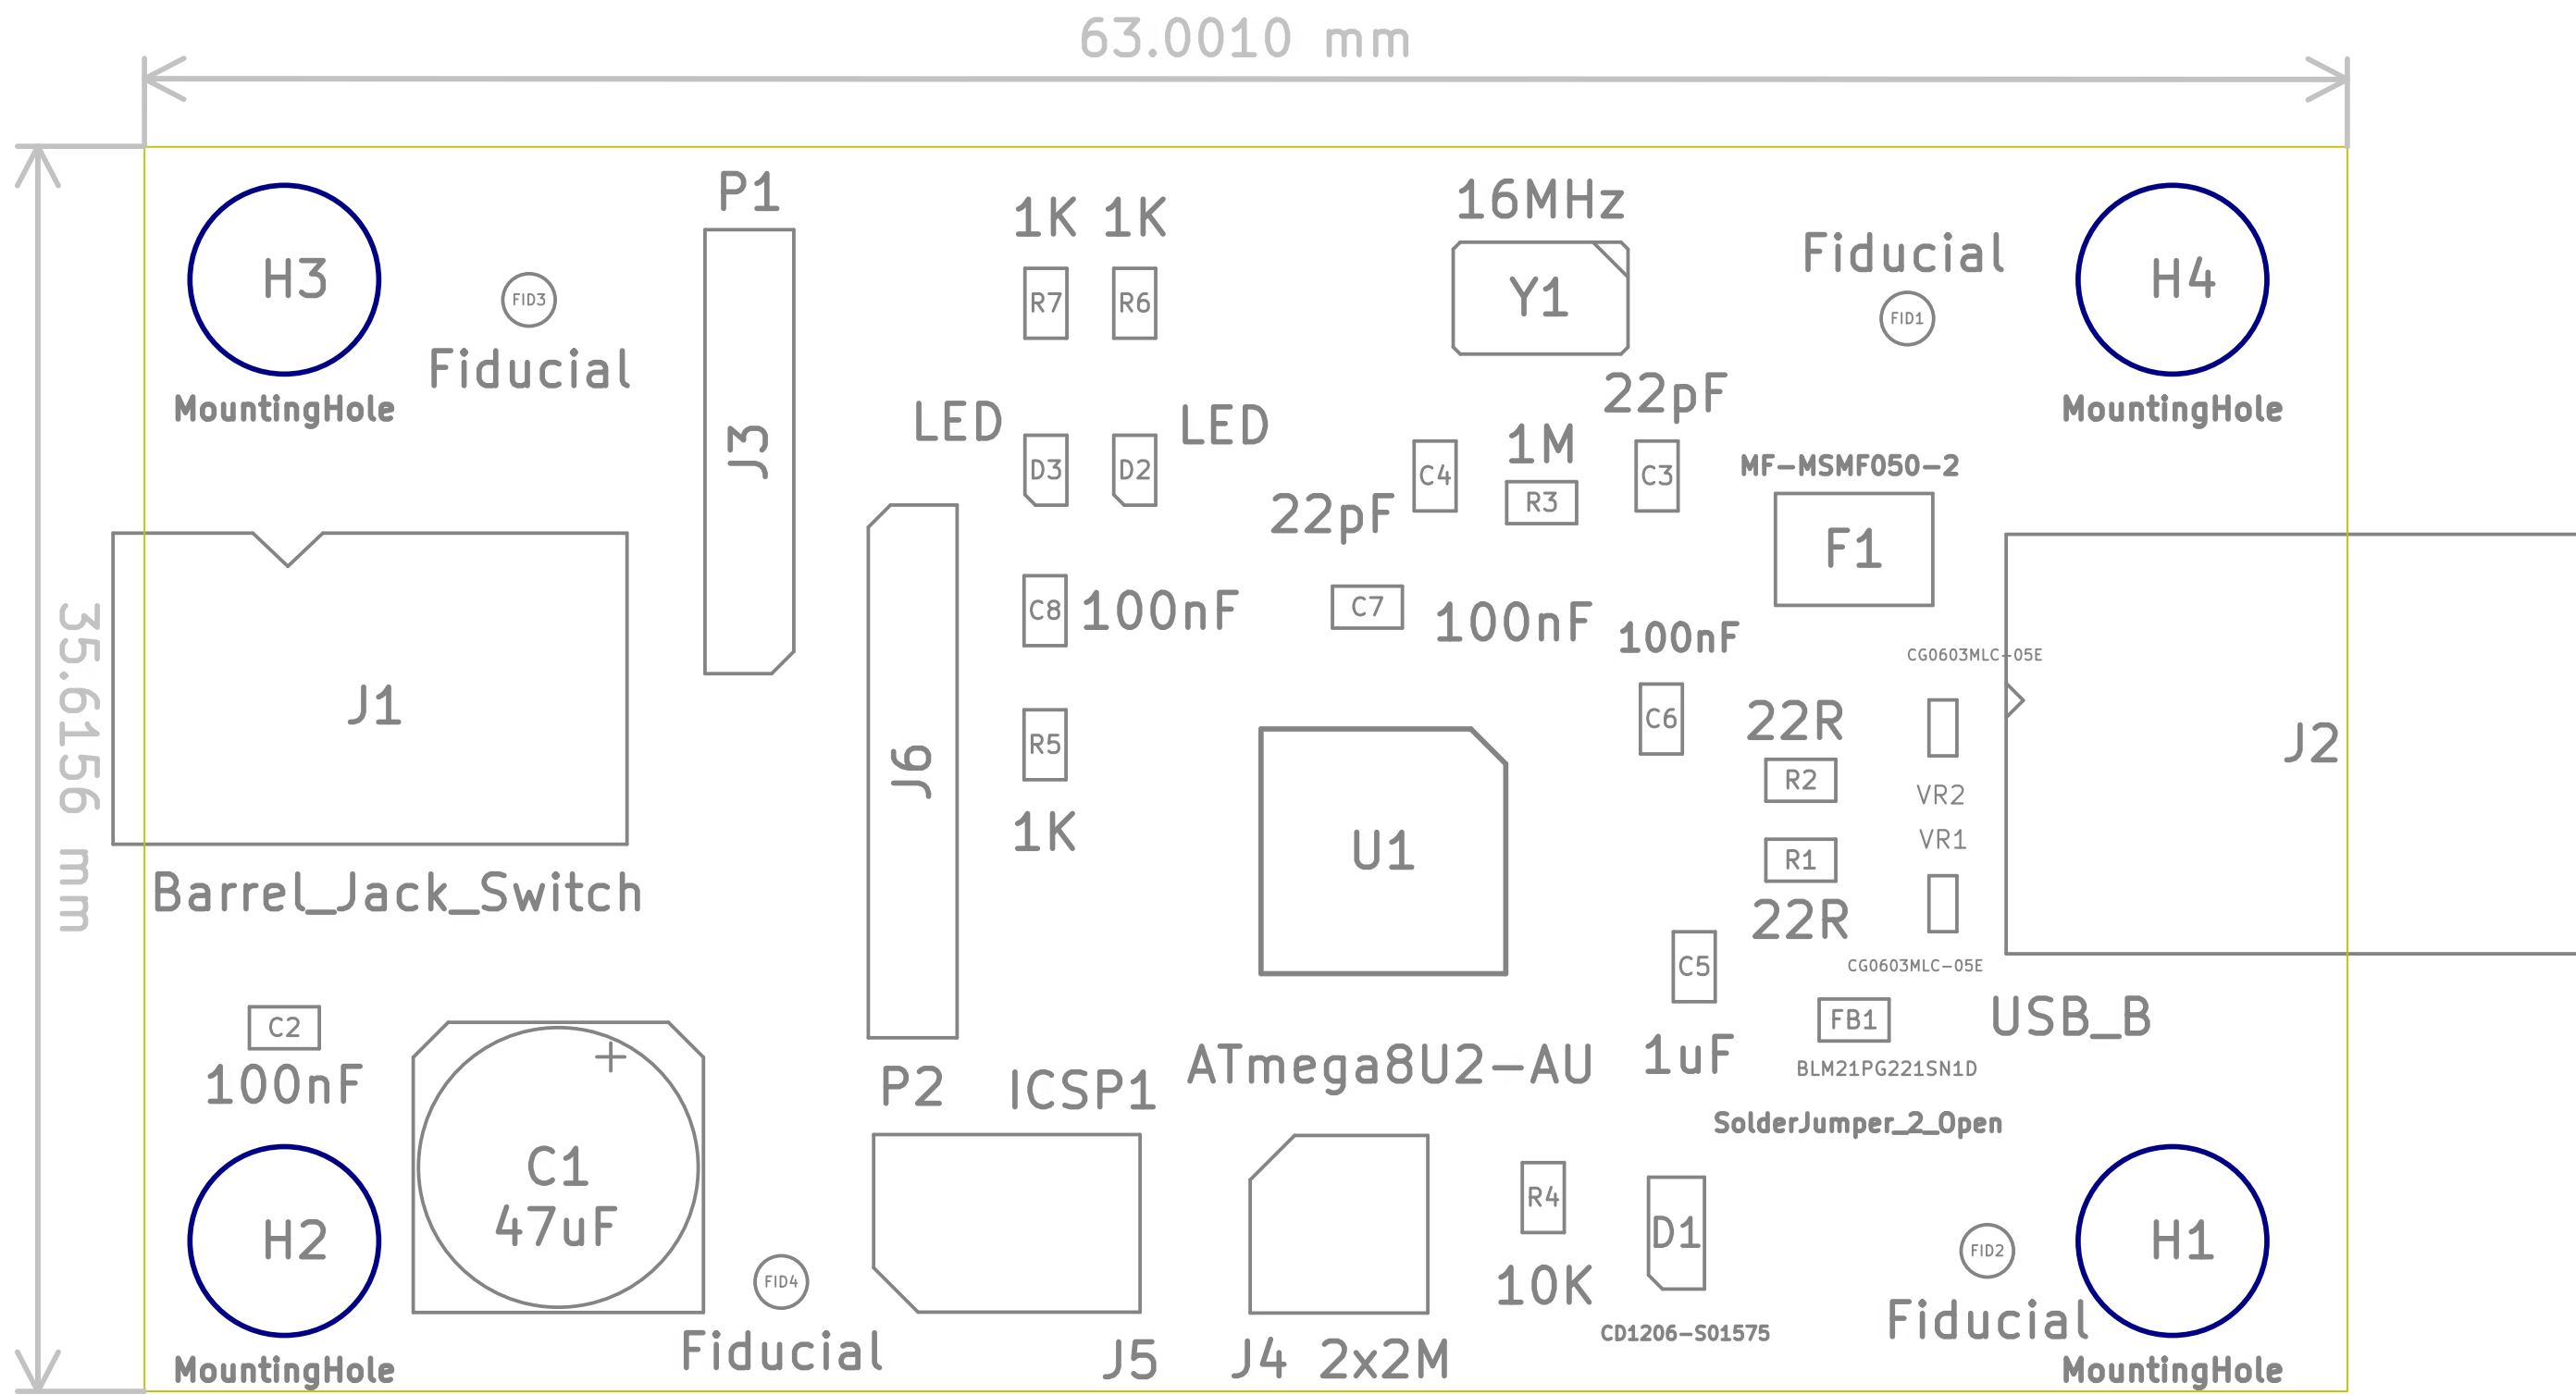 63.0010 mm
35.6156 mm
P1
1K 1K
16MHz
Fiducial
H3
FID3
R7
R6
Y1
FID1
H4
Fiducial
MountingHole
22pF
MountingHole
LED
LED
J3
1M
MF-MSMF050-2
D3
D2
C4
R3
C3
22pF
F1
C8
100nF
C7
100nF
100nF
CG0603MLC-05E
J1
22R
C6
R5
J2
J6
R2
VR2
1K
VR1
U1
R1
Barrel_Jack_Switch
22R
C5
CG0603MLC-05E
C2
FB1
USB_B
100nF
1uF
ATmega8U2-AU
BLM21PG221SN1D
P2
ICSP1
SolderJumper_2_Open
C1
47uF
R4
D1
H2
H1
FID2
FID4
10K
Fiducial
CD1206-S01575
Fiducial
J5
J4 2x2M
MountingHole
MountingHole